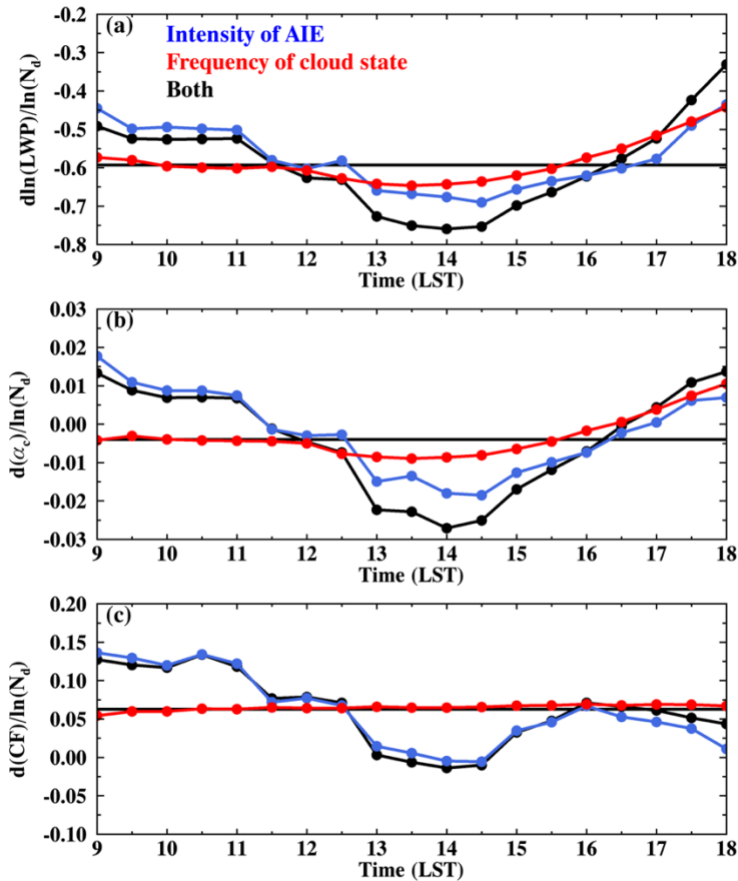 (a)
Intensity of AIE
Frequency of cloud state
Both
dln(LWP)/ln(N_d)
-0.2
-0.3
-0.4
-0.5
-0.6
-0.7
-0.8
9 10 11 12 13 14 15 16 17 18
Time (LST)
(b)
d(α_c)/ln(N_d)
0.03
0.02
0.01
0.00
-0.01
-0.02
-0.03
9 10 11 12 13 14 15 16 17 18
Time (LST)
(c)
d(CF)/ln(N_d)
0.20
0.15
0.10
0.05
0.00
-0.05
-0.10
9 10 11 12 13 14 15 16 17 18
Time (LST)